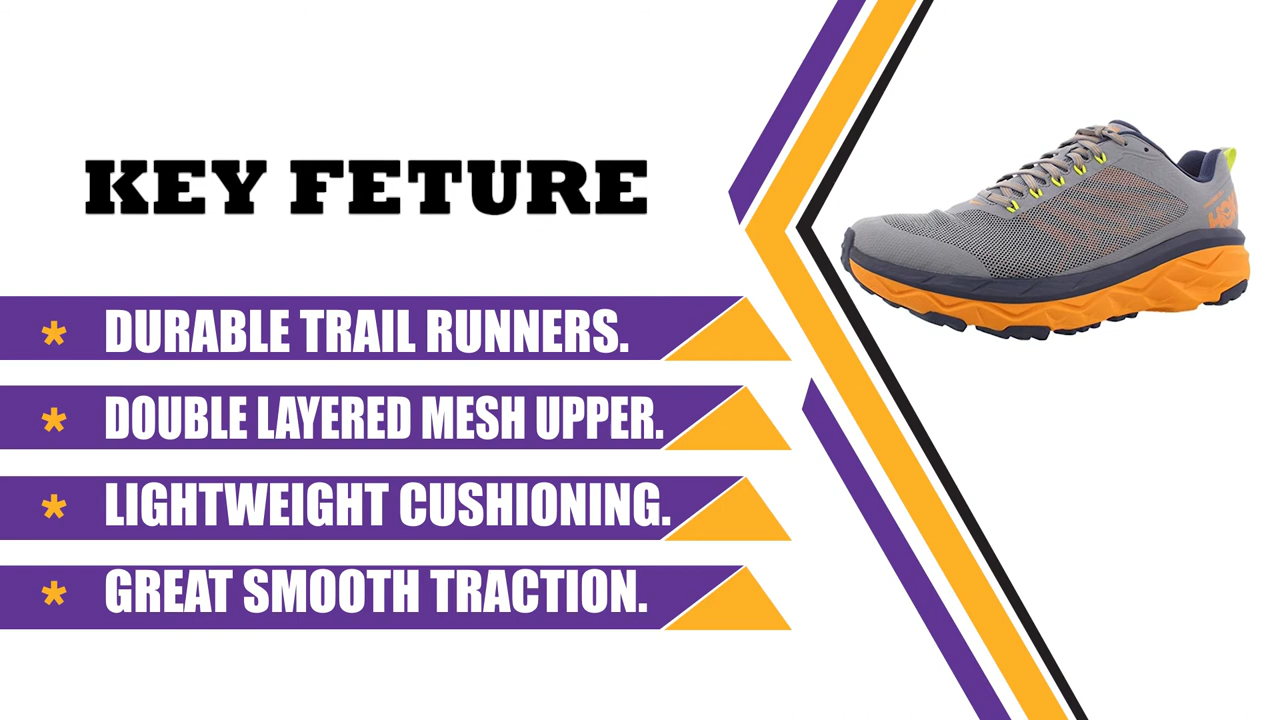 KEY FETURE
* DURABLE TRAIL RUNNERS.
* DOUBLE LAYERED MESH UPPER.
* LIGHTWEIGHT CUSHIONING.
* GREAT SMOOTH TRACTION.